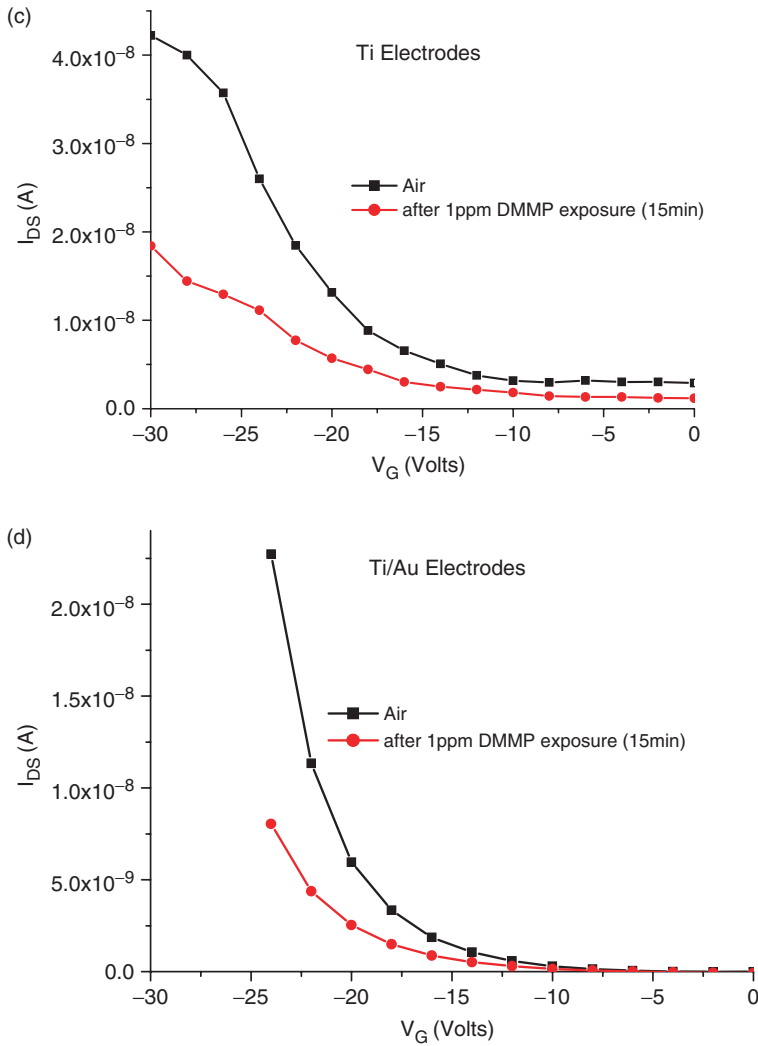 (c)
Ti Electrodes
4.0x10⁻⁸
3.0x10⁻⁸
2.0x10⁻⁸
1.0x10⁻⁸
0.0
I_DS (A)
Air
after 1ppm DMMP exposure (15min)
−30 −25 −20 −15 −10 −5 0
V_G (Volts)
(d)
Ti/Au Electrodes
2.0x10⁻⁸
1.5x10⁻⁸
1.0x10⁻⁸
5.0x10⁻⁹
0.0
I_DS (A)
Air
after 1ppm DMMP exposure (15min)
−30 −25 −20 −15 −10 −5 0
V_G (Volts)